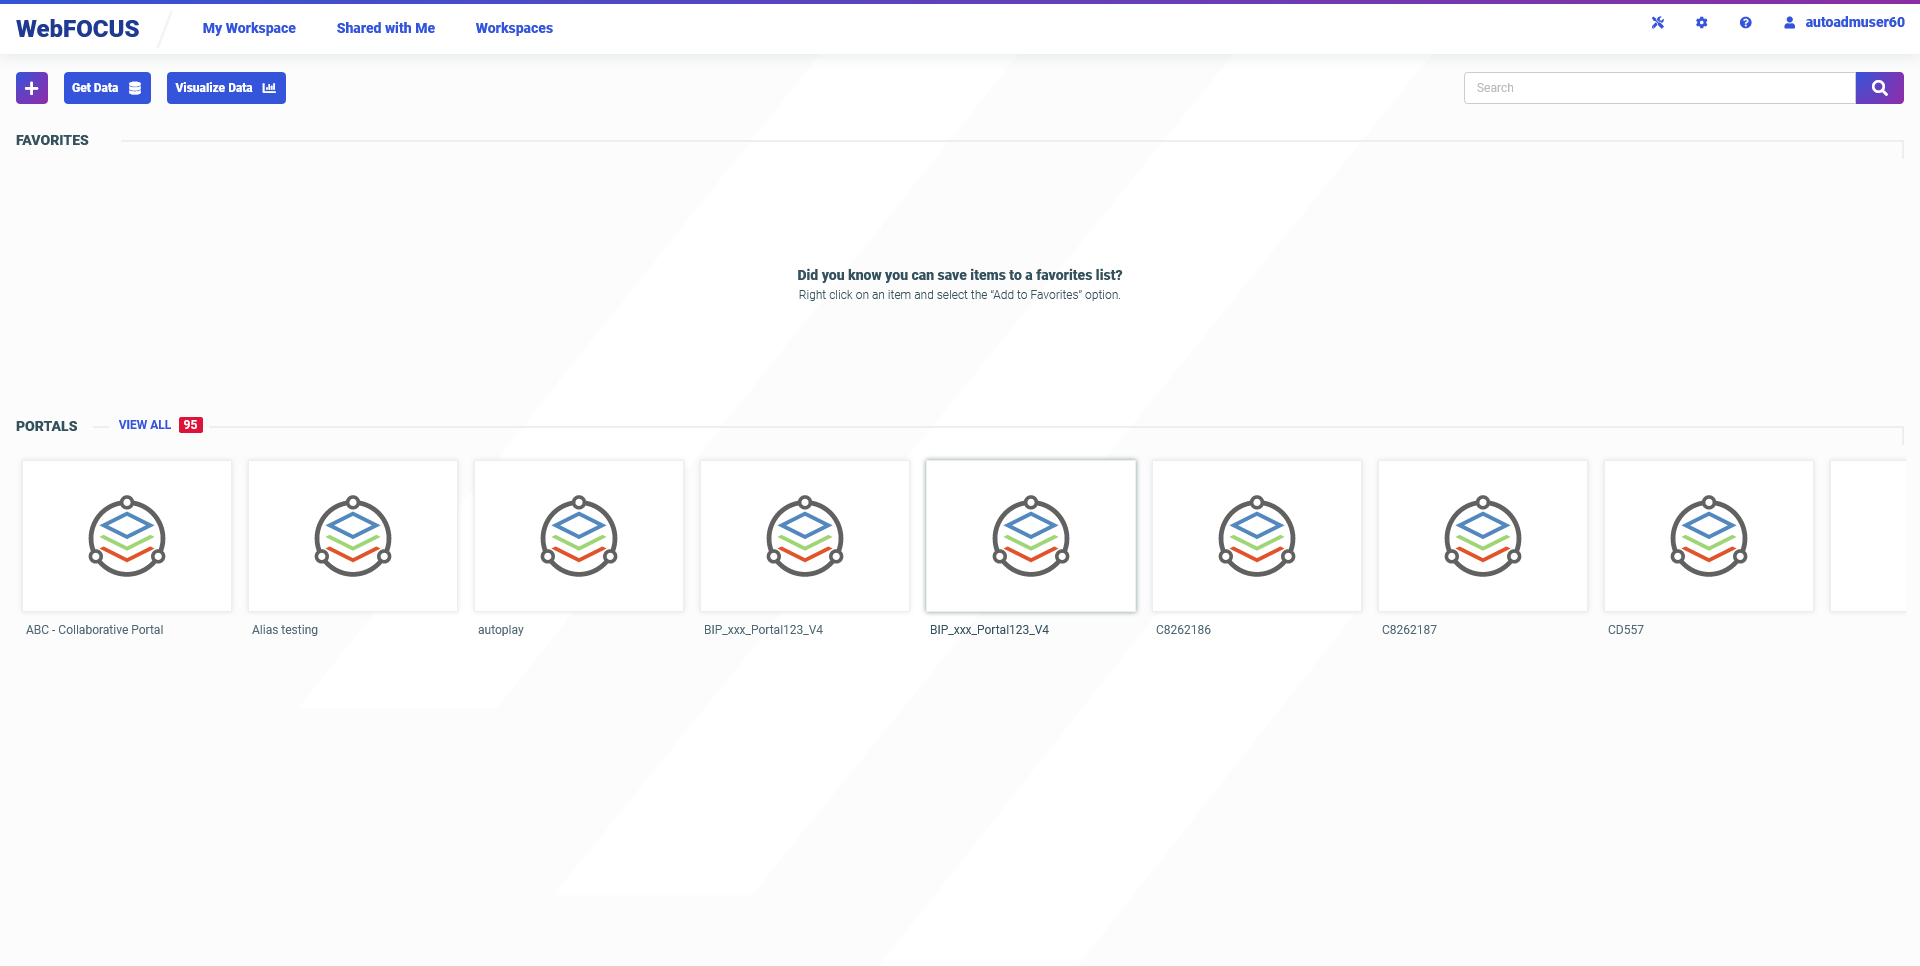 WebFOCUS
My Workspace
Shared with Me
Workspaces
autoadmuser60
Get Data
Visualize Data
Search
FAVORITES
Did you know you can save items to a favorites list?
Right click on an item and select the “Add to Favorites” option.
PORTALS
VIEW ALL 95
ABC - Collaborative Portal
Alias testing
autoplay
BIP_xxx_Portal123_V4
BIP_xxx_Portal123_V4
C8262186
C8262187
CD557